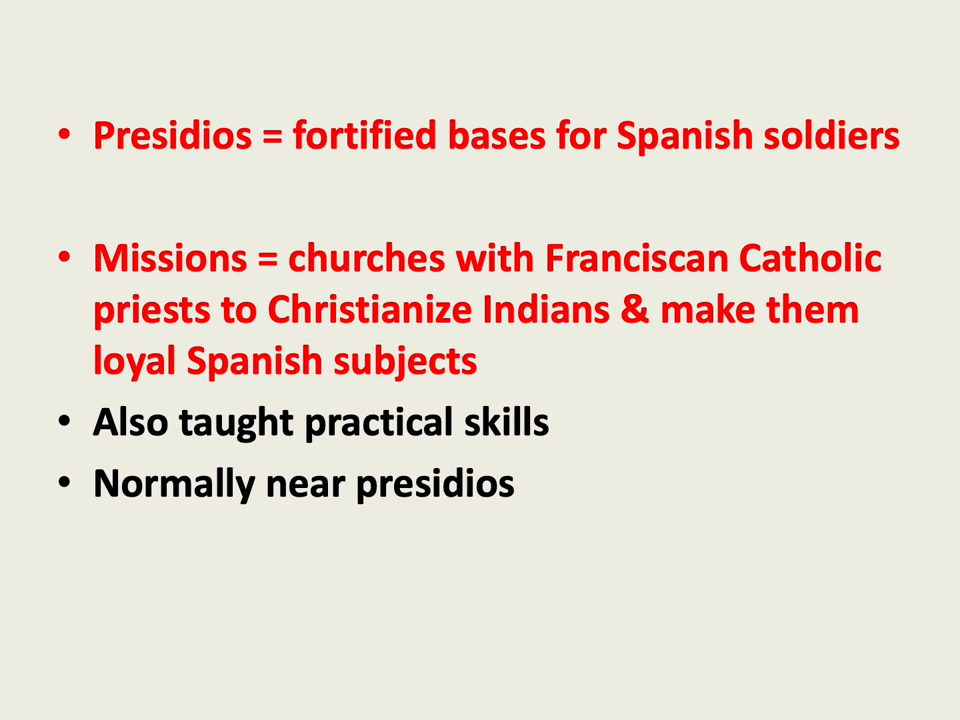 • Presidios = fortified bases for Spanish soldiers
• Missions = churches with Franciscan Catholic
priests to Christianize Indians & make them
loyal Spanish subjects
• Also taught practical skills
• Normally near presidios